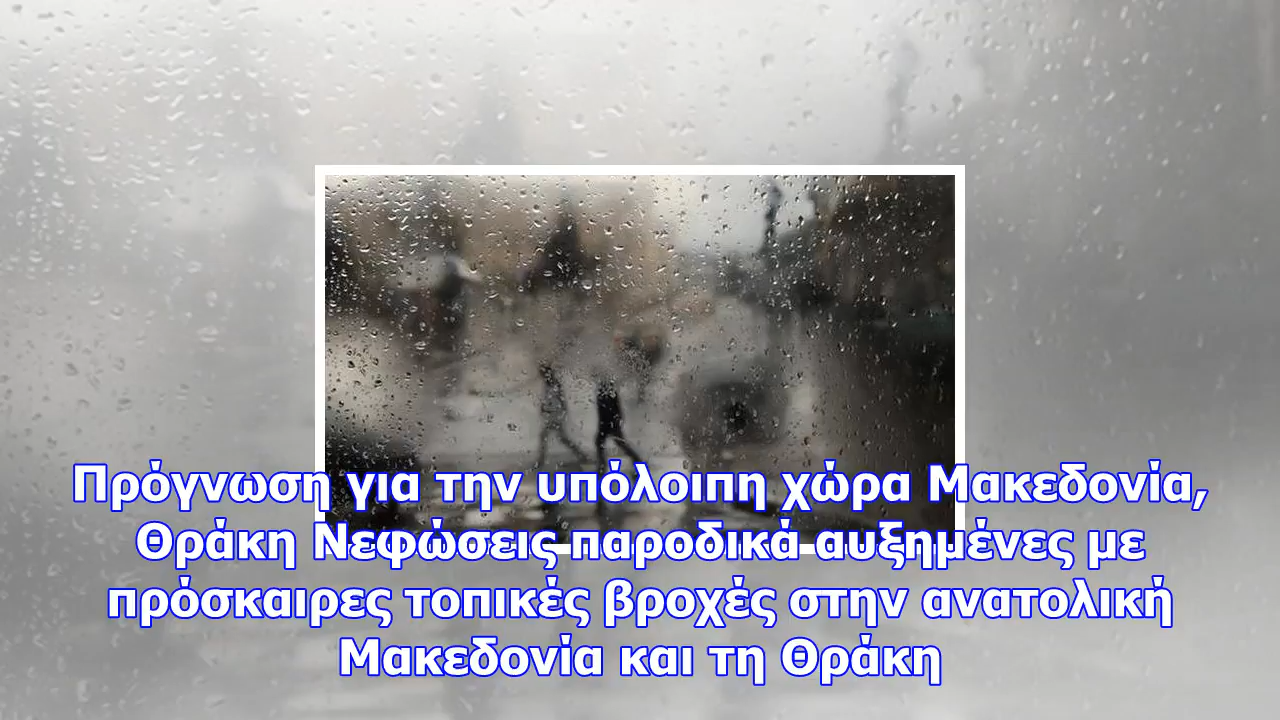 Πρόγνωση για την υπόλοιπη χώρα Μακεδονία,
Θράκη Νεφώσεις παροδικά αυξημένες με
πρόσκαιρες τοπικές βροχές στην ανατολική
Μακεδονία και τη Θράκη